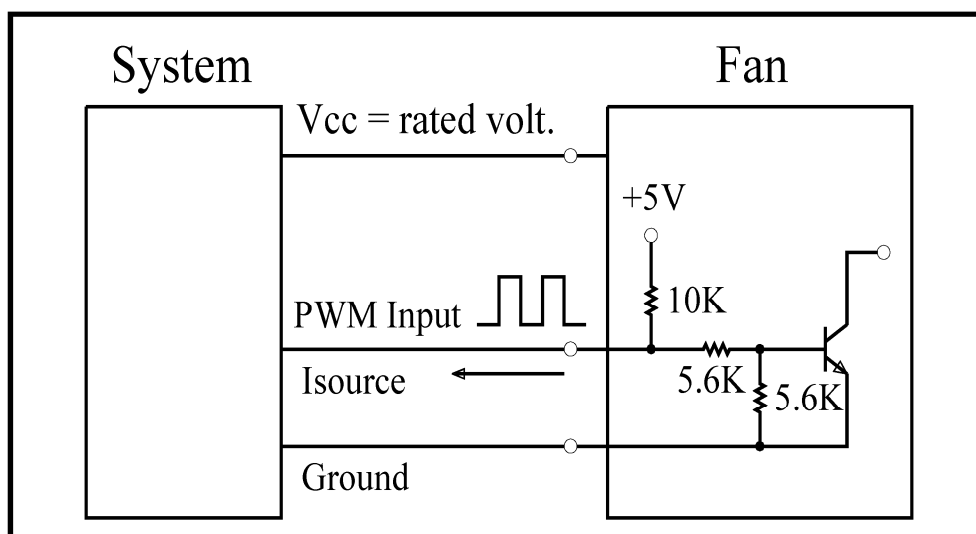 System
Fan
Vcc = rated volt.
+5V
10K
PWM Input
5.6K
5.6K
Isource
Ground